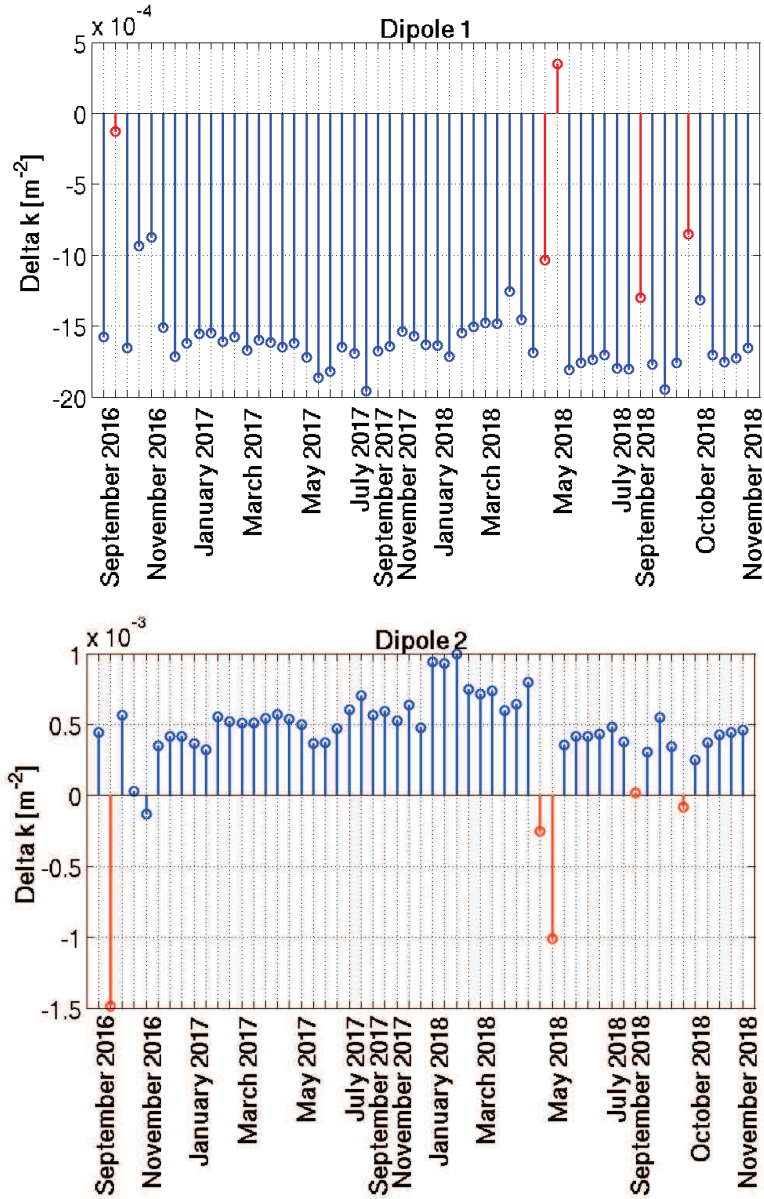 x 10^-4
Dipole 1
5
0
-5
-10
-15
-20
Delta k [m^-2]
September 2016
November 2016
January 2017
March 2017
May 2017
July 2017
September 2017
November 2017
January 2018
March 2018
May 2018
July 2018
September 2018
October 2018
November 2018
x 10^-3
Dipole 2
1
0.5
0
-0.5
-1
-1.5
Delta k [m^-2]
September 2016
November 2016
January 2017
March 2017
May 2017
July 2017
September 2017
November 2017
January 2018
March 2018
May 2018
July 2018
September 2018
October 2018
November 2018